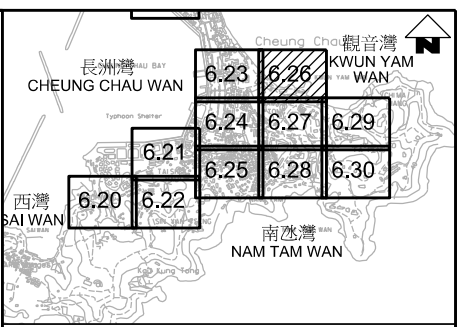 Cheung Chau
觀音灣
KWUN YAM
WAN
N
長洲灣
CHEUNG CHAU WAN
6.23
6.26
Typhoon Shelter
6.24
6.27
6.29
6.21
6.25
6.28
6.30
西灣
SAI WAN
6.20
6.22
南氹灣
NAM TAM WAN